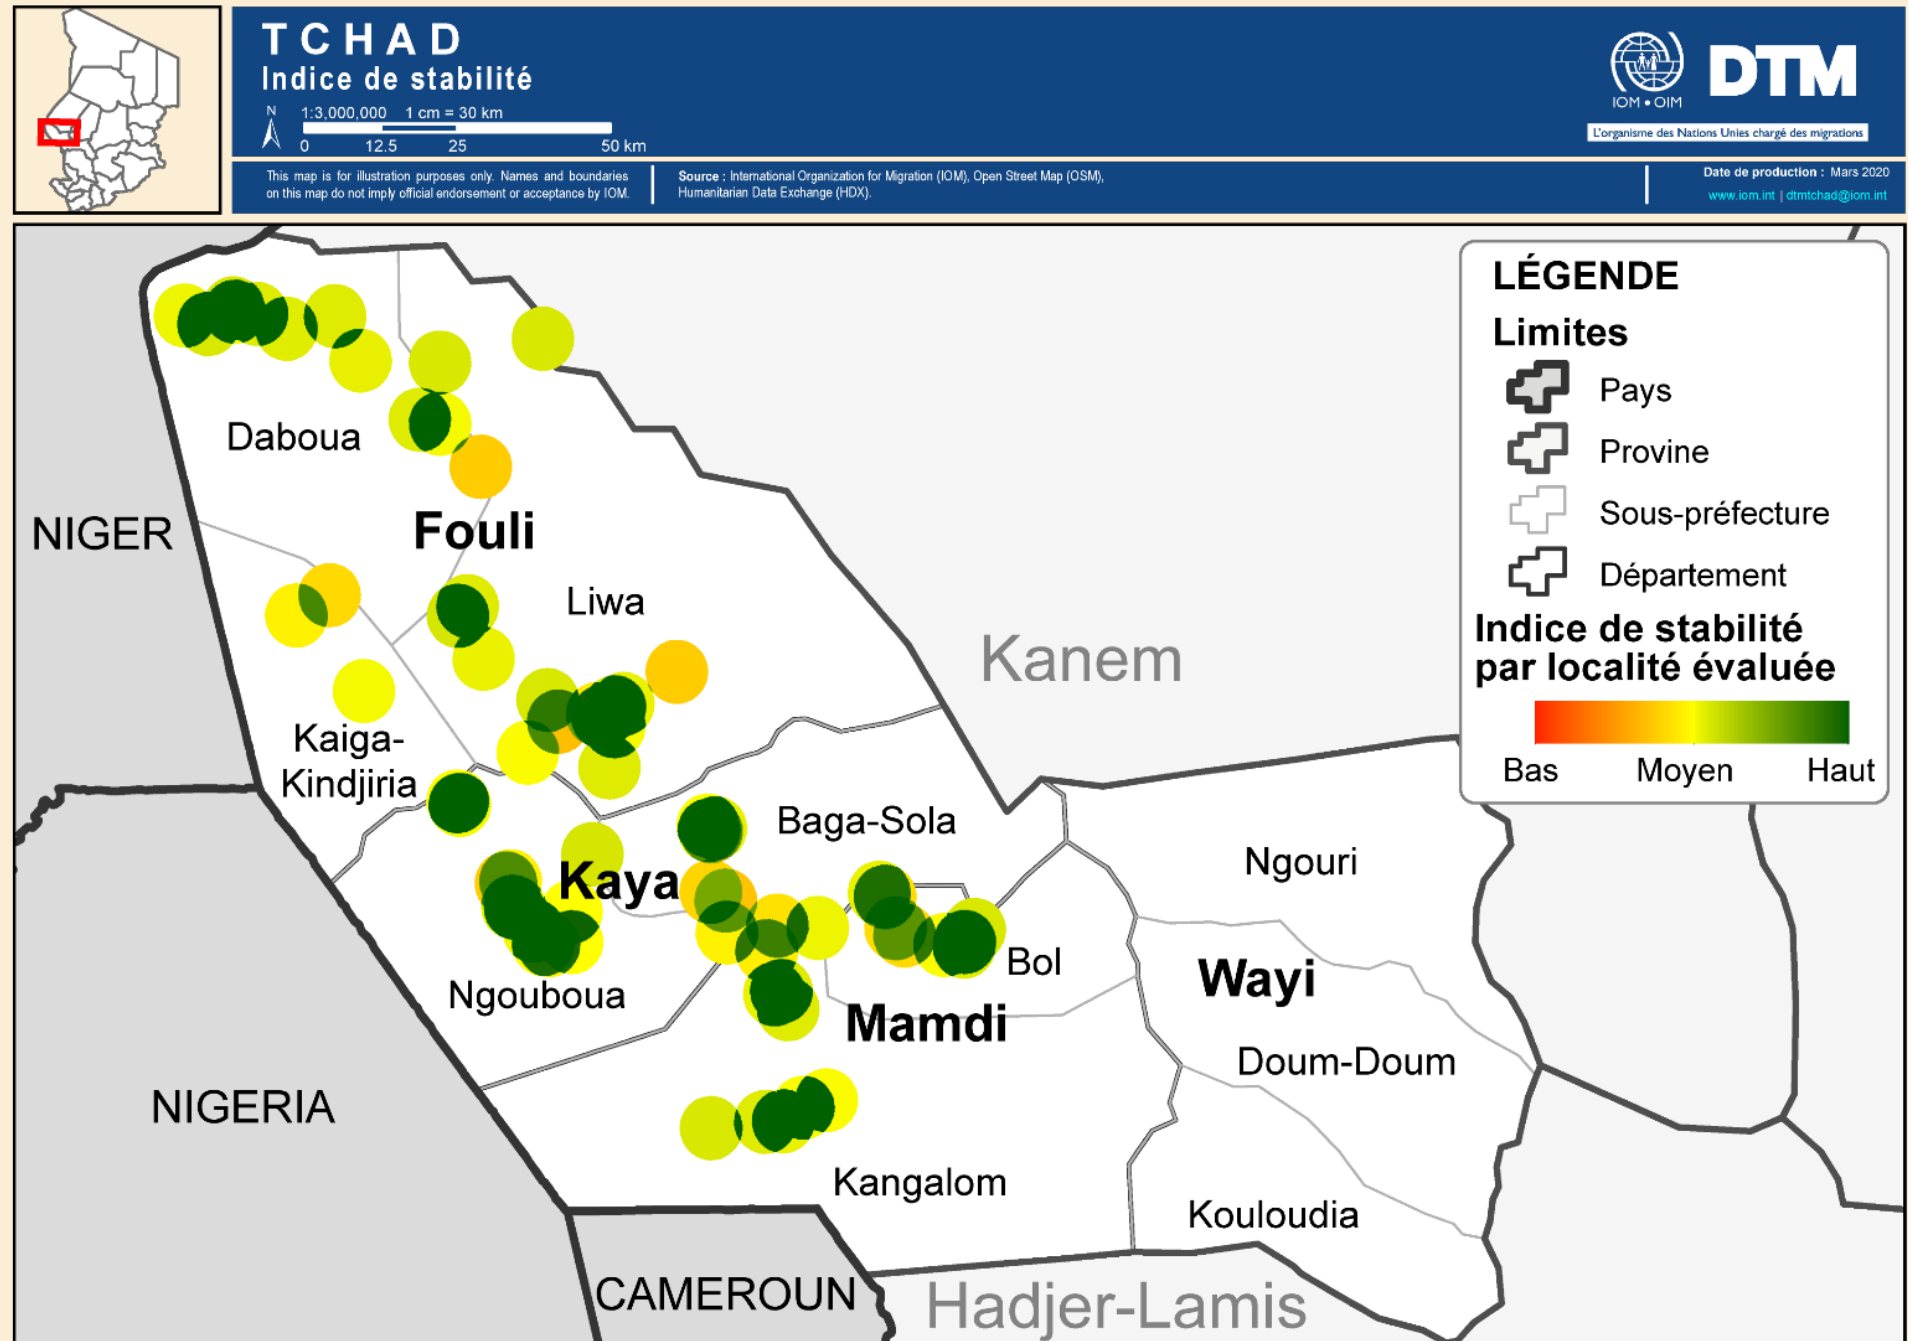 TCHAD
Indice de stabilité
N
1:3,000,000 1 cm = 30 km
0 12.5 25 50 km
IOM • OIM
DTM
L'organisme des Nations Unies chargé des migrations
This map is for illustration purposes only. Names and boundaries
on this map do not imply official endorsement or acceptance by IOM.
Source : International Organization for Migration (IOM), Open Street Map (OSM),
Humanitarian Data Exchange (HDX).
Date de production : Mars 2020
www.iom.int | dtmtchad@iom.int
LÉGENDE
Limites
Pays
Provine
Sous-préfecture
Département
Indice de stabilité
par localité évaluée
Bas Moyen Haut
Daboua
NIGER
Fouli
Liwa
Kanem
Kaiga-
Kindjiria
Baga-Sola
Ngouri
Kaya
Bol
Wayi
Ngouboua
Mamdi
Doum-Doum
NIGERIA
Kangalom
Kouloudia
CAMEROUN
Hadjer-Lamis